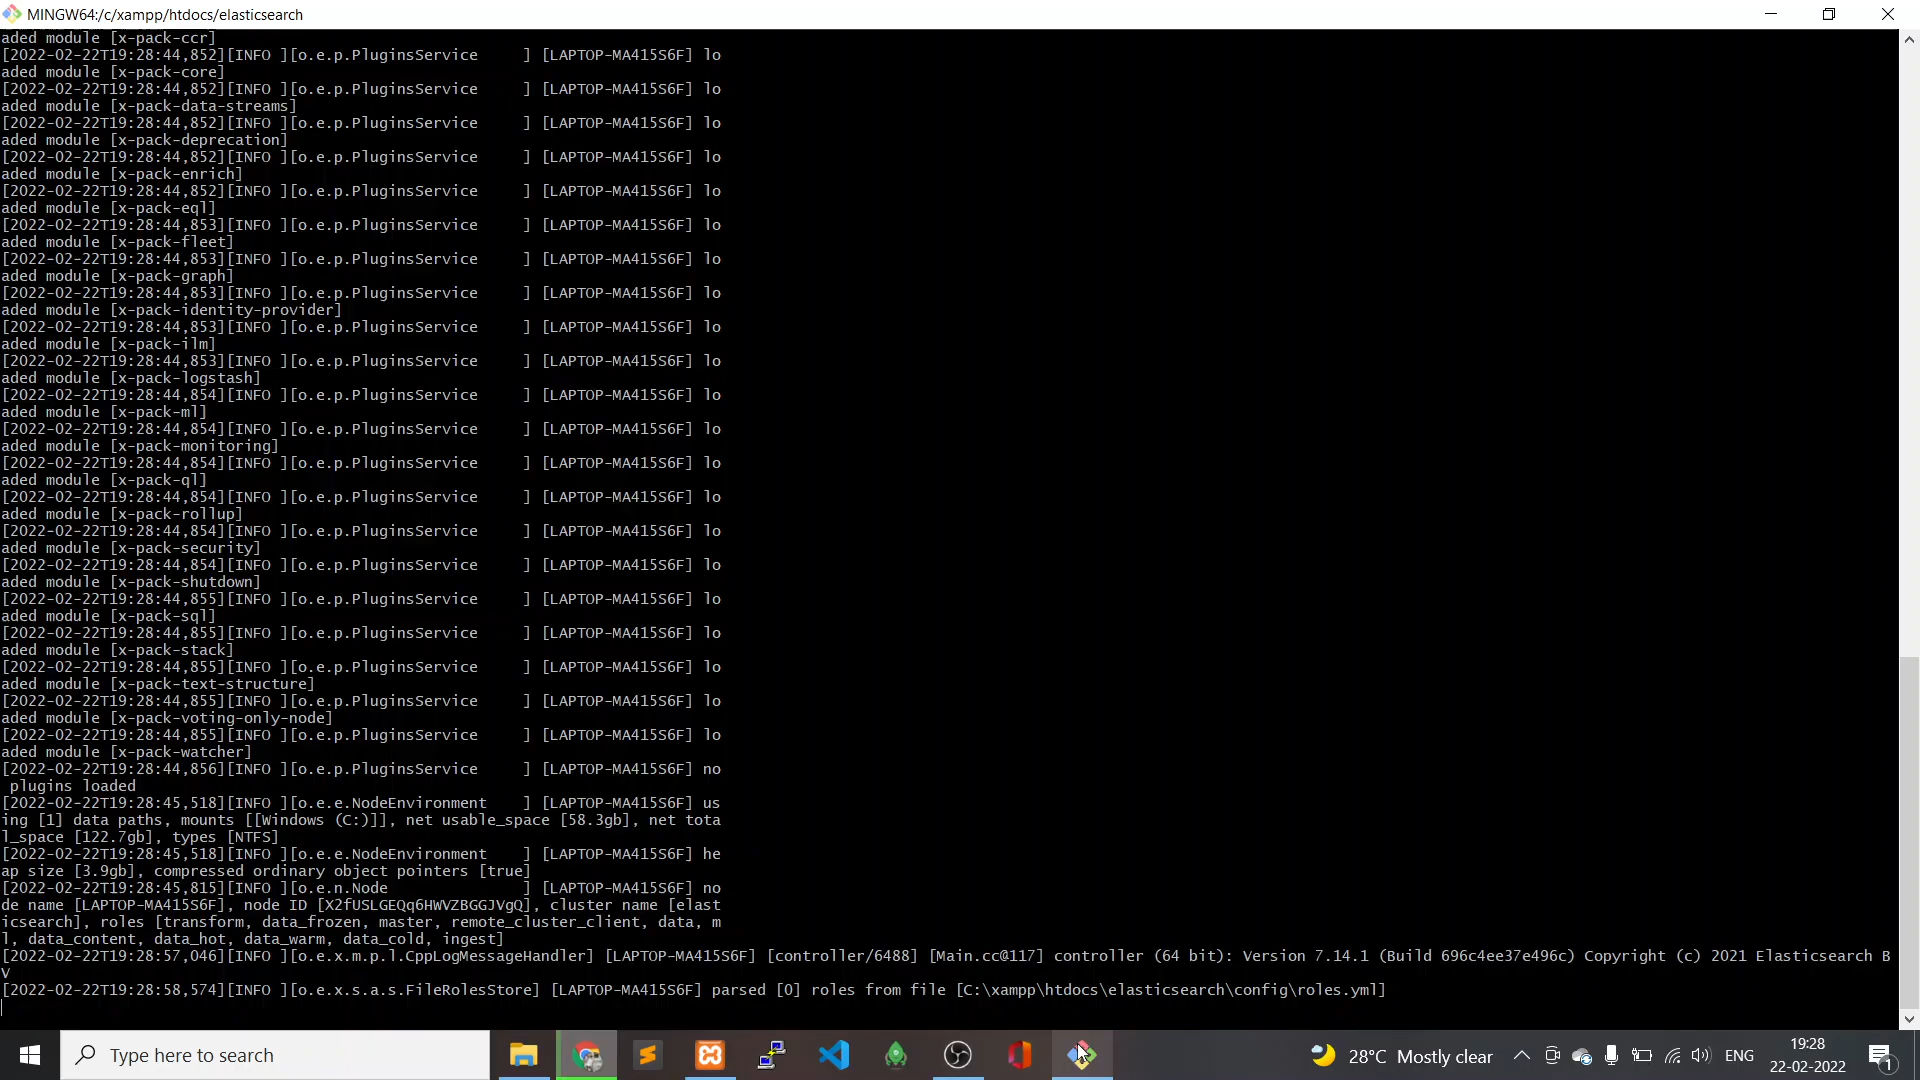 MINGW64:/c/xampp/htdocs/elasticsearch
aded module [x-pack-ccr]
[2022-02-22T19:28:44,852][INFO ][o.e.p.PluginsService     ] [LAPTOP-MA415S6F] lo
aded module [x-pack-core]
[2022-02-22T19:28:44,852][INFO ][o.e.p.PluginsService     ] [LAPTOP-MA415S6F] lo
aded module [x-pack-data-streams]
[2022-02-22T19:28:44,852][INFO ][o.e.p.PluginsService     ] [LAPTOP-MA415S6F] lo
aded module [x-pack-deprecation]
[2022-02-22T19:28:44,852][INFO ][o.e.p.PluginsService     ] [LAPTOP-MA415S6F] lo
aded module [x-pack-enrich]
[2022-02-22T19:28:44,852][INFO ][o.e.p.PluginsService     ] [LAPTOP-MA415S6F] lo
aded module [x-pack-eql]
[2022-02-22T19:28:44,853][INFO ][o.e.p.PluginsService     ] [LAPTOP-MA415S6F] lo
aded module [x-pack-fleet]
[2022-02-22T19:28:44,853][INFO ][o.e.p.PluginsService     ] [LAPTOP-MA415S6F] lo
aded module [x-pack-graph]
[2022-02-22T19:28:44,853][INFO ][o.e.p.PluginsService     ] [LAPTOP-MA415S6F] lo
aded module [x-pack-identity-provider]
[2022-02-22T19:28:44,853][INFO ][o.e.p.PluginsService     ] [LAPTOP-MA415S6F] lo
aded module [x-pack-ilm]
[2022-02-22T19:28:44,853][INFO ][o.e.p.PluginsService     ] [LAPTOP-MA415S6F] lo
aded module [x-pack-logstash]
[2022-02-22T19:28:44,854][INFO ][o.e.p.PluginsService     ] [LAPTOP-MA415S6F] lo
aded module [x-pack-ml]
[2022-02-22T19:28:44,854][INFO ][o.e.p.PluginsService     ] [LAPTOP-MA415S6F] lo
aded module [x-pack-monitoring]
[2022-02-22T19:28:44,854][INFO ][o.e.p.PluginsService     ] [LAPTOP-MA415S6F] lo
aded module [x-pack-ql]
[2022-02-22T19:28:44,854][INFO ][o.e.p.PluginsService     ] [LAPTOP-MA415S6F] lo
aded module [x-pack-rollup]
[2022-02-22T19:28:44,854][INFO ][o.e.p.PluginsService     ] [LAPTOP-MA415S6F] lo
aded module [x-pack-security]
[2022-02-22T19:28:44,854][INFO ][o.e.p.PluginsService     ] [LAPTOP-MA415S6F] lo
aded module [x-pack-shutdown]
[2022-02-22T19:28:44,855][INFO ][o.e.p.PluginsService     ] [LAPTOP-MA415S6F] lo
aded module [x-pack-sql]
[2022-02-22T19:28:44,855][INFO ][o.e.p.PluginsService     ] [LAPTOP-MA415S6F] lo
aded module [x-pack-stack]
[2022-02-22T19:28:44,855][INFO ][o.e.p.PluginsService     ] [LAPTOP-MA415S6F] lo
aded module [x-pack-text-structure]
[2022-02-22T19:28:44,855][INFO ][o.e.p.PluginsService     ] [LAPTOP-MA415S6F] lo
aded module [x-pack-voting-only-node]
[2022-02-22T19:28:44,855][INFO ][o.e.p.PluginsService     ] [LAPTOP-MA415S6F] lo
aded module [x-pack-watcher]
[2022-02-22T19:28:44,856][INFO ][o.e.p.PluginsService     ] [LAPTOP-MA415S6F] no
 plugins loaded
[2022-02-22T19:28:45,518][INFO ][o.e.e.NodeEnvironment    ] [LAPTOP-MA415S6F] us
ing [1] data paths, mounts [[Windows (C:)]], net usable_space [58.3gb], net tota
l_space [122.7gb], types [NTFS]
[2022-02-22T19:28:45,518][INFO ][o.e.e.NodeEnvironment    ] [LAPTOP-MA415S6F] he
ap size [3.9gb], compressed ordinary object pointers [true]
[2022-02-22T19:28:45,815][INFO ][o.e.n.Node               ] [LAPTOP-MA415S6F] no
de name [LAPTOP-MA415S6F], node ID [X2fUSLGEQq6HWVZBGGJVgQ], cluster name [elast
icsearch], roles [transform, data_frozen, master, remote_cluster_client, data, m
l, data_content, data_hot, data_warm, data_cold, ingest]
[2022-02-22T19:28:57,046][INFO ][o.e.x.m.p.l.CppLogMessageHandler] [LAPTOP-MA415S6F] [controller/6488] [Main.cc@117] controller (64 bit): Version 7.14.1 (Build 696c4ee37e496c) Copyright (c) 2021 Elasticsearch B
V
[2022-02-22T19:28:58,574][INFO ][o.e.x.s.a.s.FileRolesStore] [LAPTOP-MA415S6F] parsed [0] roles from file [C:\xampp\htdocs\elasticsearch\config\roles.yml]
Type here to search
28°C Mostly clear
ENG
19:28
22-02-2022
1